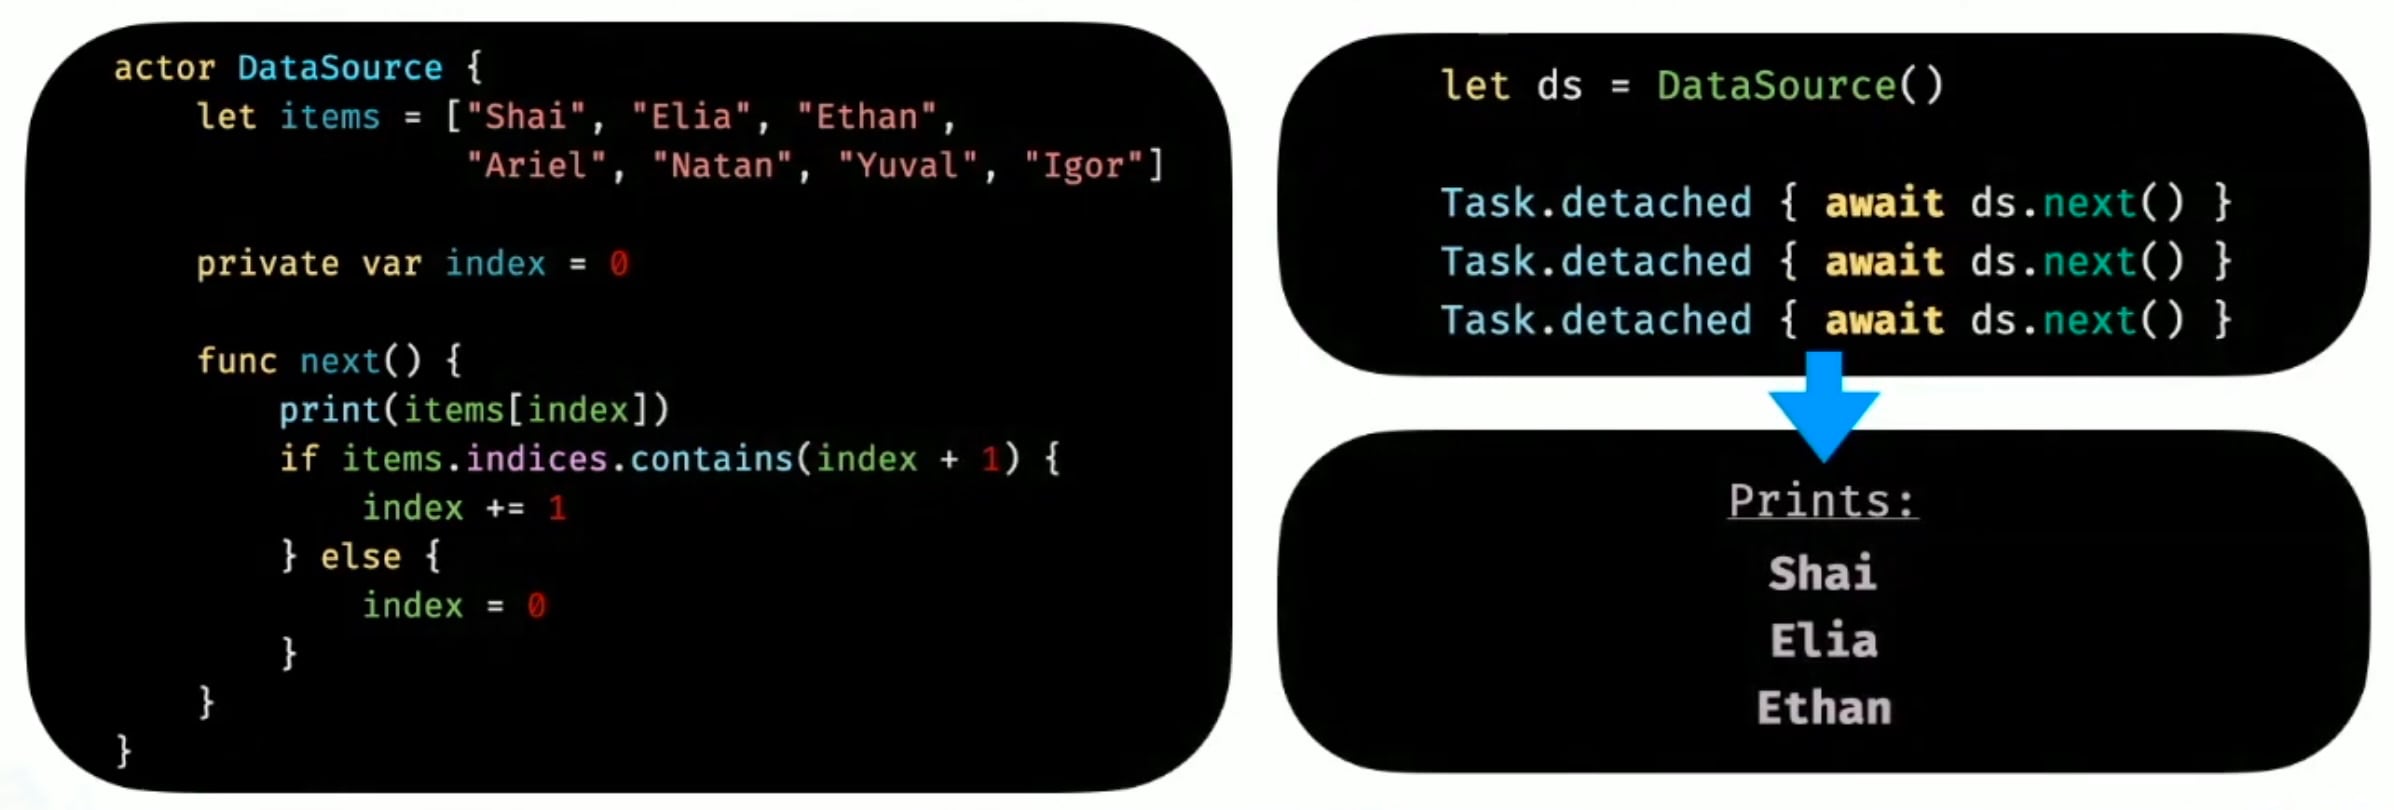 actor DataSource {
    let items = ["Shai", "Elia", "Ethan",
                 "Ariel", "Natan", "Yuval", "Igor"]

    private var index = 0

    func next() {
        print(items[index])
        if items.indices.contains(index + 1) {
            index += 1
        } else {
            index = 0
        }
    }
}
let ds = DataSource()

Task.detached { await ds.next() }
Task.detached { await ds.next() }
Task.detached { await ds.next() }
Prints:
Shai
Elia
Ethan